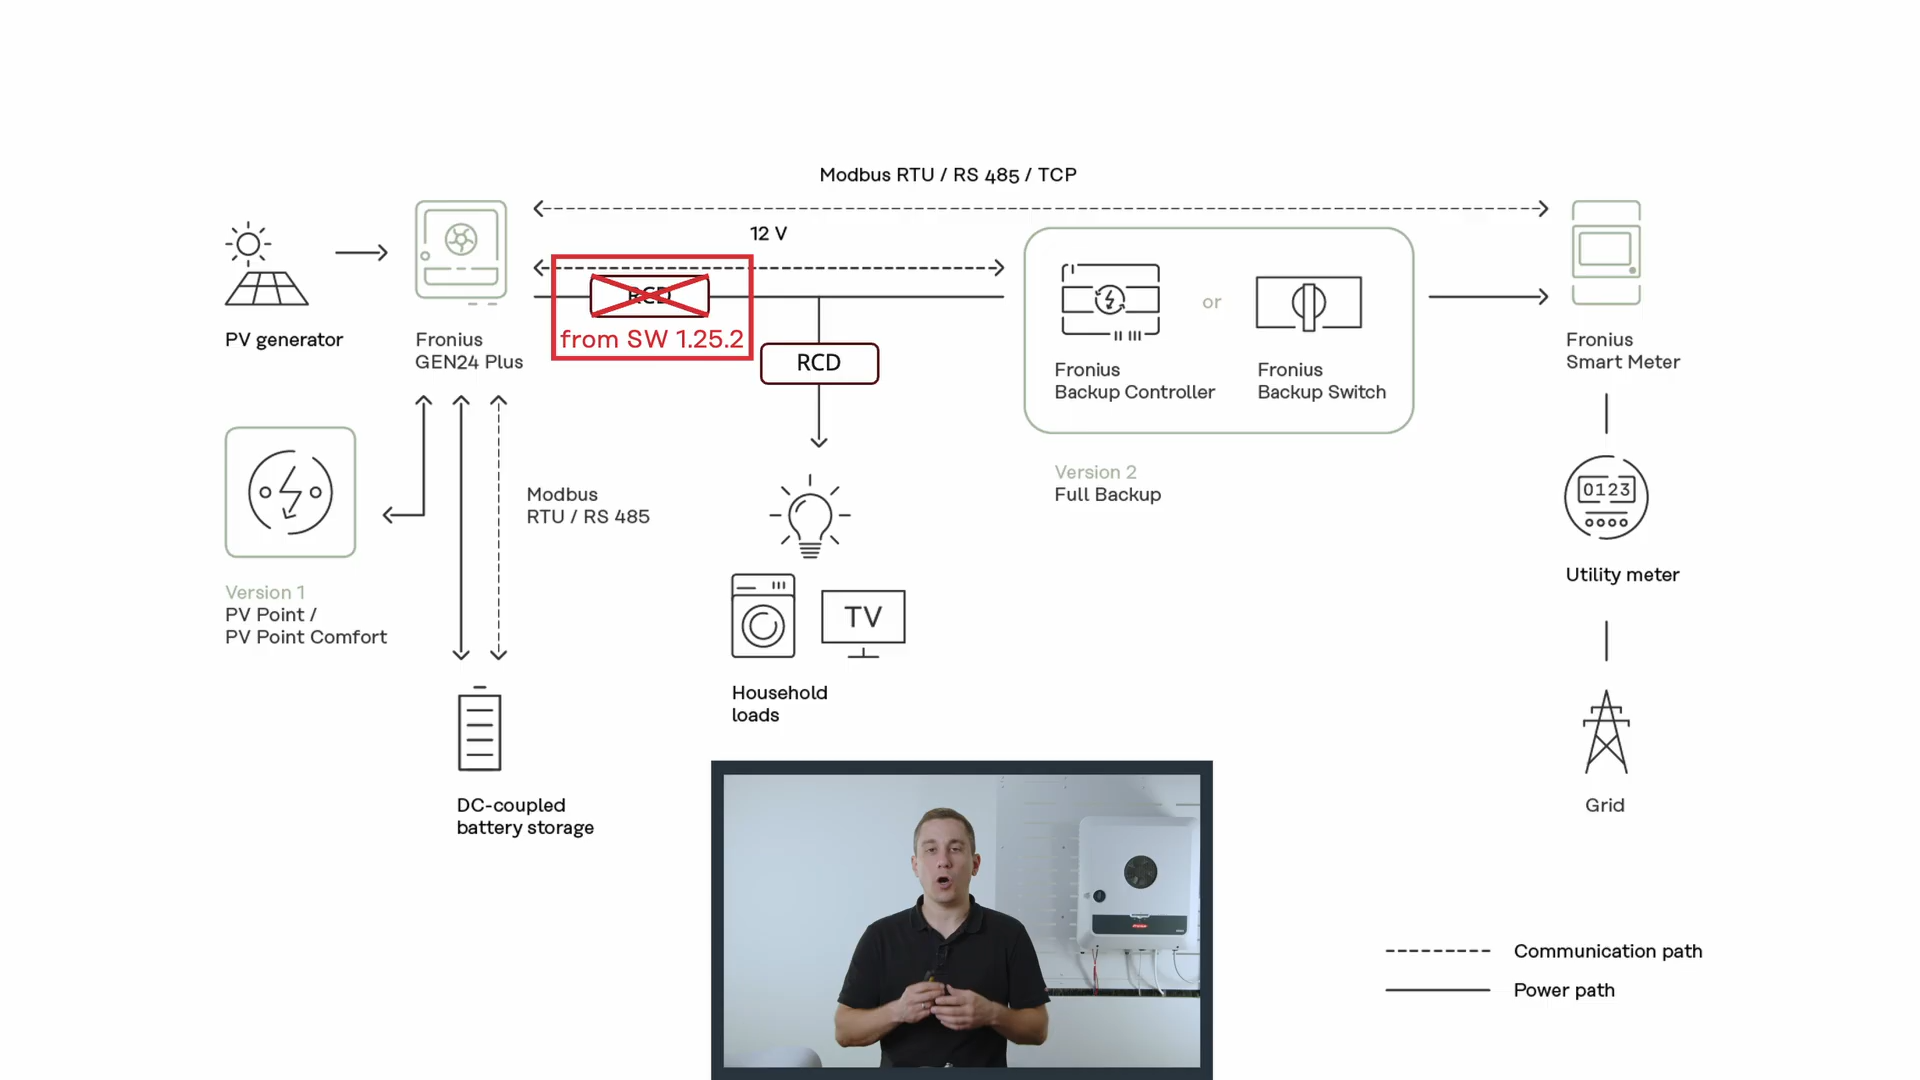 Modbus RTU / RS 485 / TCP
12 V
RCD
from SW 1.25.2
PV generator
Fronius
GEN24 Plus
RCD
or
Fronius
Backup Controller
Fronius
Backup Switch
Fronius
Smart Meter
Version 2
Full Backup
Modbus
RTU / RS 485
0123
Utility meter
Version 1
PV Point /
PV Point Comfort
TV
Household
loads
DC-coupled
battery storage
Grid
Communication path
Power path